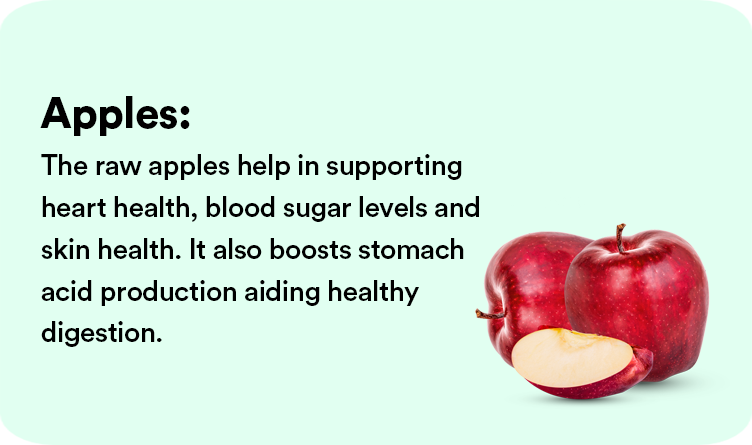 Apples:
The raw apples help in supporting
heart health, blood sugar levels and
skin health. It also boosts stomach
acid production aiding healthy
digestion.